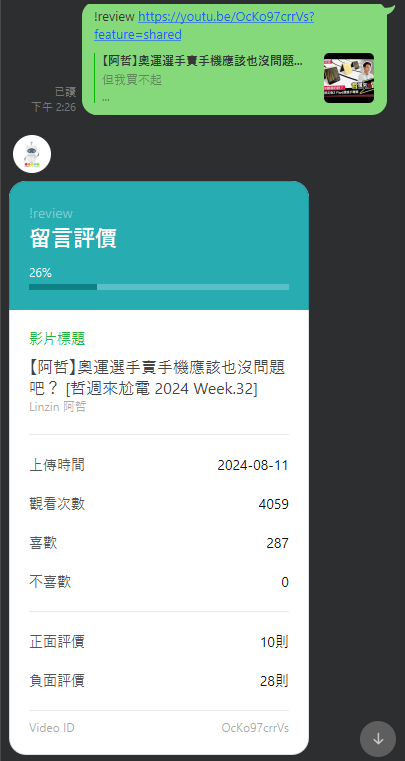 !review https://youtu.be/OcKo97crrVs?
feature=shared
【阿哲】奧運選手賣手機應該也沒問題...
但我買不起
...
已讀
下午 2:26
!review
留言評價
26%
影片標題
【阿哲】奧運選手賣手機應該也沒問題
吧？ [哲週來尬電 2024 Week.32]
Linzin 阿哲
上傳時間 2024-08-11
觀看次數 4059
喜歡 287
不喜歡 0
正面評價 10則
負面評價 28則
Video ID OcKo97crrVs